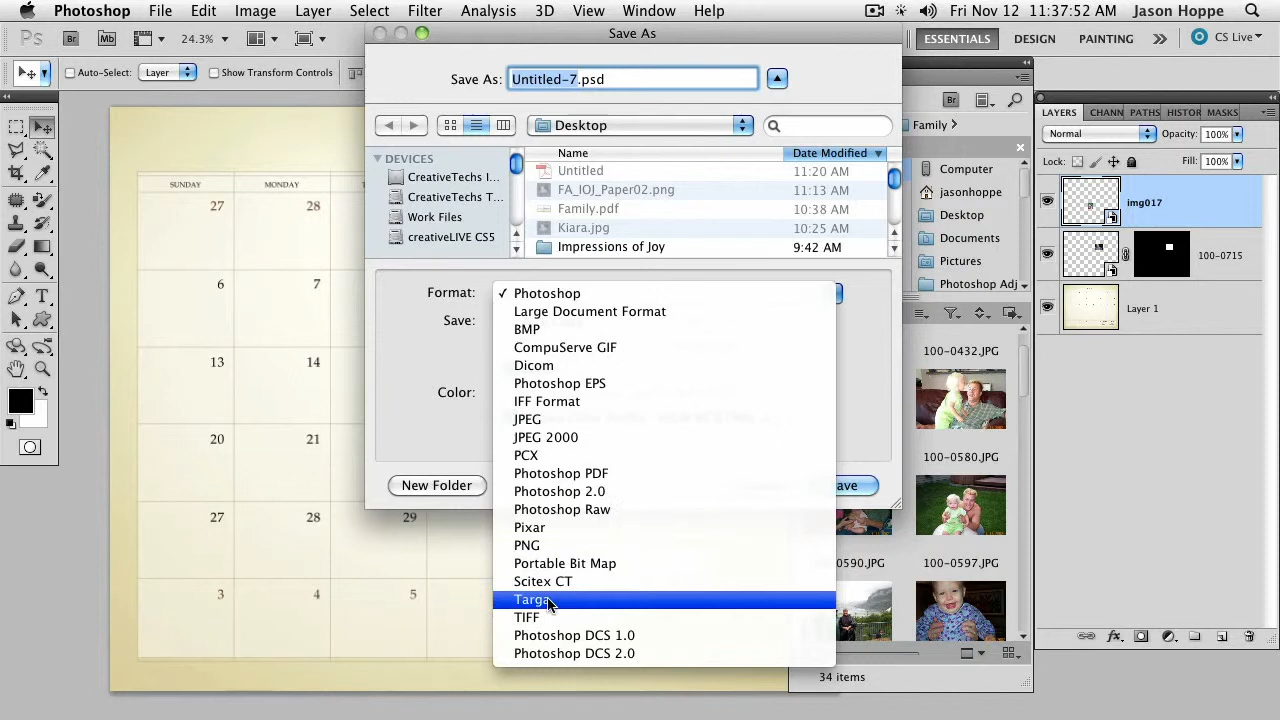 Photoshop File Edit Image Layer Select Filter Analysis 3D View Window Help Fri Nov 12 11:37:52 AM Jason Hoppe
Ps Br Mb 24.3% ESSENTIALS DESIGN PAINTING CS Live
Auto-Select: Layer Show Transform Controls
Save As
Save As: Untitled-7.psd
Desktop
DEVICES
CreativeTechs I...
CreativeTechs T...
Work Files
creativeLIVE CS5
Name Date Modified
Untitled 11:20 AM
FA_IOJ_Paper02.png 11:13 AM
Family.pdf 10:38 AM
Kiara.jpg 10:25 AM
Impressions of Joy 9:42 AM
Format:
Save:
Color:
Photoshop
Large Document Format
BMP
CompuServe GIF
Dicom
Photoshop EPS
IFF Format
JPEG
JPEG 2000
PCX
Photoshop PDF
Photoshop 2.0
Photoshop Raw
Pixar
PNG
Portable Bit Map
Scitex CT
Targa
TIFF
Photoshop DCS 1.0
Photoshop DCS 2.0
New Folder
ave
SUNDAY MONDAY
27 28
6 7
13 14
20 21
27 28 29
3 4 5
Br
Family
Computer
jasonhoppe
Desktop
Documents
Pictures
Photoshop Adj
100-0432.JPG
100-0580.JPG
0590.JPG 100-0597.JPG
34 items
LAYERS CHANN PATHS HISTOR MASKS
Normal Opacity: 100%
Lock: Fill: 100%
img017
100-0715
Layer 1